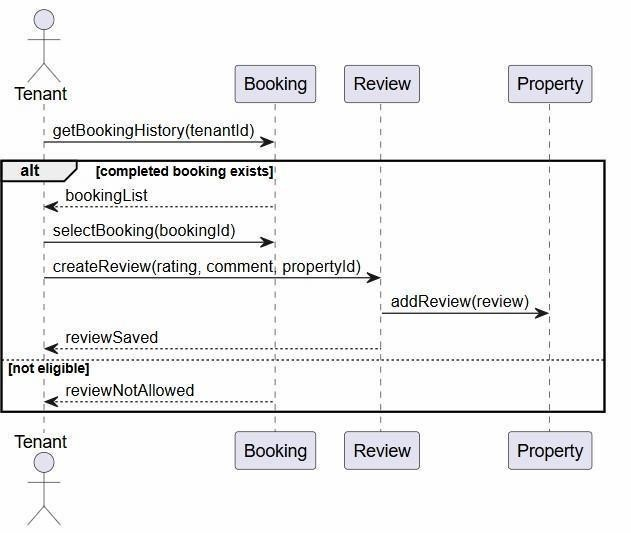 Tenant
Booking
Review
Property
getBookingHistory(tenantId)
alt
[completed booking exists]
bookingList
selectBooking(bookingId)
createReview(rating, comment, propertyId)
addReview(review)
reviewSaved
[not eligible]
reviewNotAllowed
Tenant
Booking
Review
Property